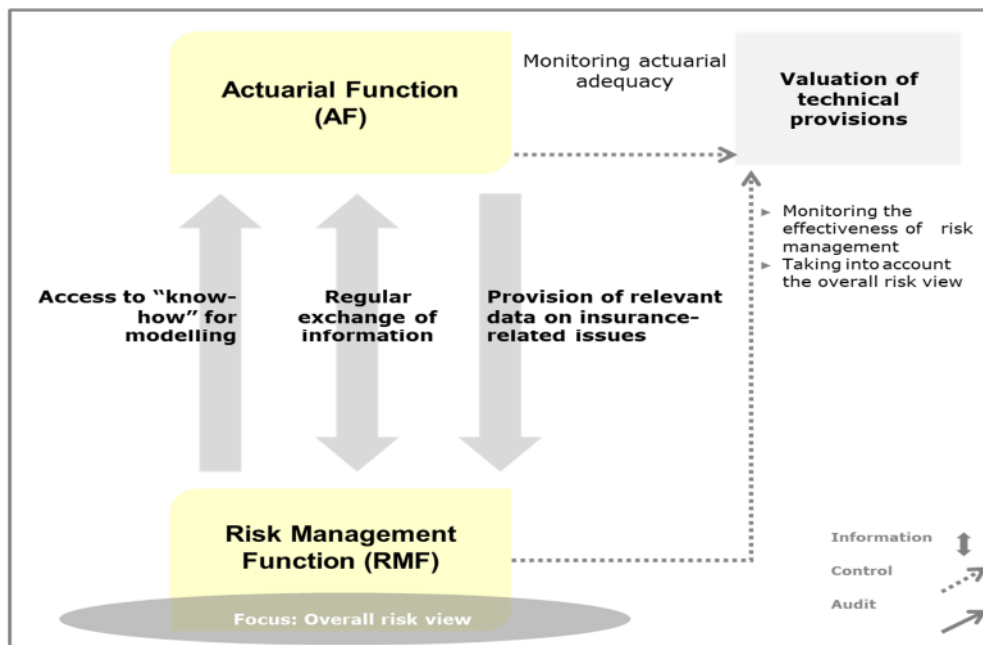 Actuarial Function
(AF)
Monitoring actuarial
adequacy
Valuation of
technical
provisions
► Monitoring the
effectiveness of risk
management
► Taking into account
the overall risk view
Access to “know-
how” for
modelling
Regular
exchange of
information
Provision of relevant
data on insurance-
related issues
Risk Management
Function (RMF)
Focus: Overall risk view
Information
Control
Audit